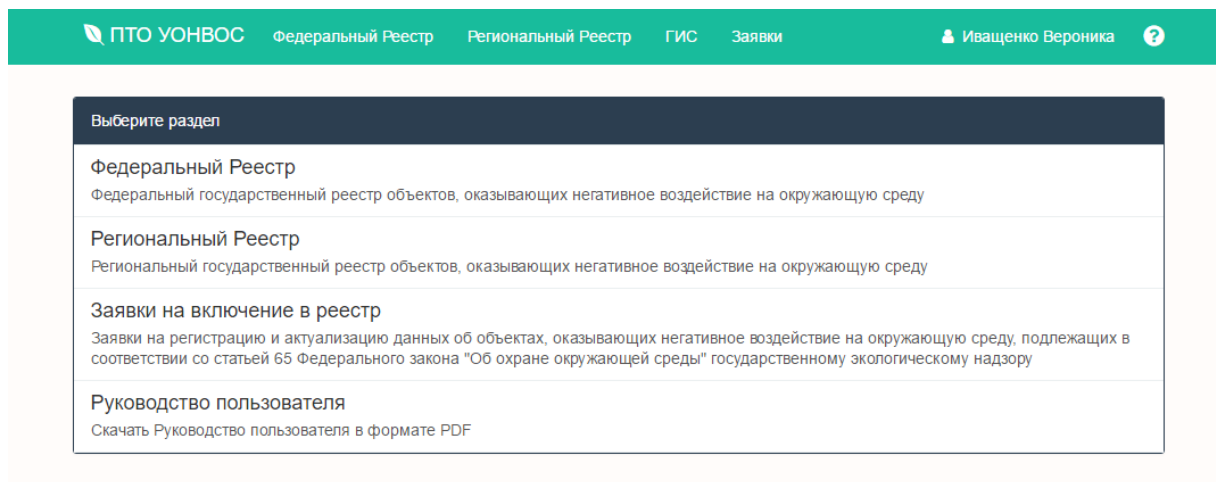 ПТО УОНВОС Федеральный Реестр Региональный Реестр ГИС Заявки Иващенко Вероника ?
Выберите раздел
Федеральный Реестр
Федеральный государственный реестр объектов, оказывающих негативное воздействие на окружающую среду
Региональный Реестр
Региональный государственный реестр объектов, оказывающих негативное воздействие на окружающую среду
Заявки на включение в реестр
Заявки на регистрацию и актуализацию данных об объектах, оказывающих негативное воздействие на окружающую среду, подлежащих в
соответствии со статьей 65 Федерального закона "Об охране окружающей среды" государственному экологическому надзору
Руководство пользователя
Скачать Руководство пользователя в формате PDF